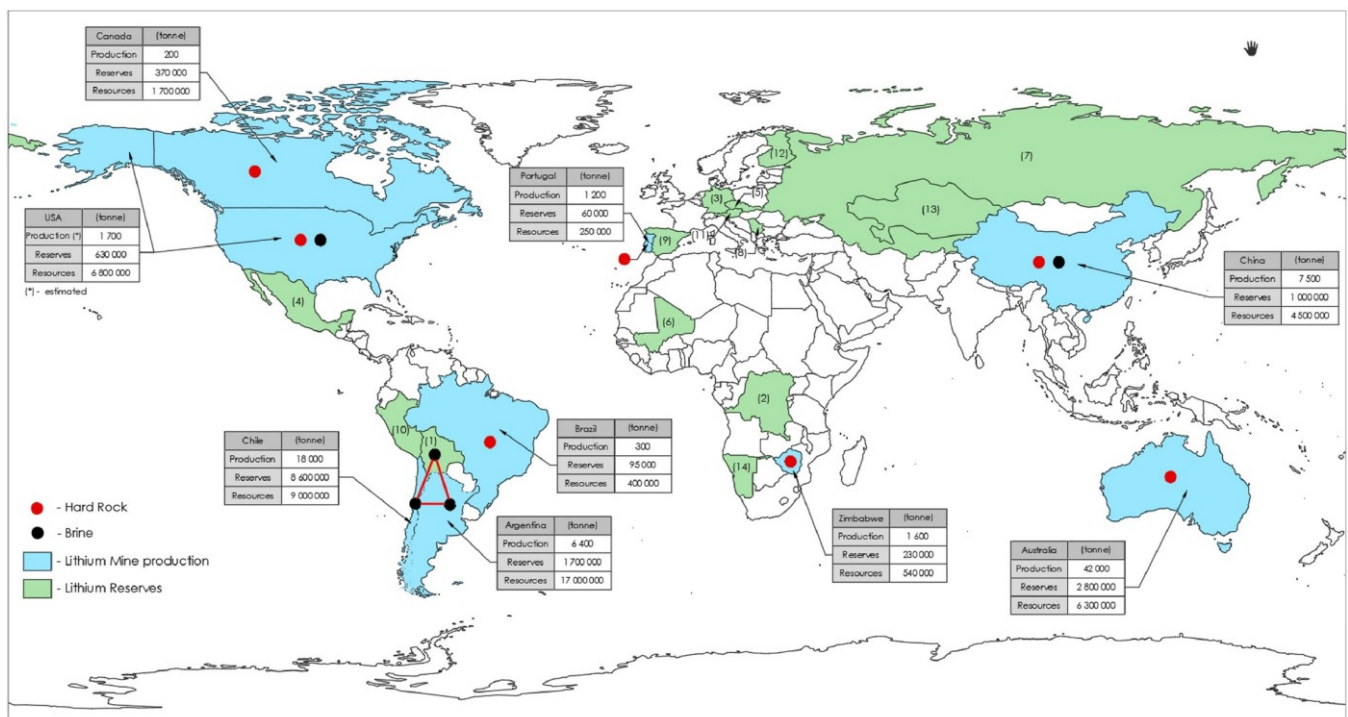 Canada (tonne)
Production 200
Reserves 370 000
Resources 1 700 000
USA (tonne)
Production (*) 1 700
Reserves 630 000
Resources 6 800 000
(*) - estimated
Portugal (tonne)
Production 1 200
Reserves 60 000
Resources 250 000
China (tonne)
Production 7 500
Reserves 1 000 000
Resources 4 500 000
Chile (tonne)
Production 18 000
Reserves 8 600 000
Resources 9 000 000
Brazil (tonne)
Production 300
Reserves 95 000
Resources 400 000
Argentina (tonne)
Production 6 400
Reserves 1 700 000
Resources 17 000 000
Zimbabwe (tonne)
Production 1 600
Reserves 230 000
Resources 540 000
Australia (tonne)
Production 42 000
Reserves 2 800 000
Resources 6 300 000
(12)
(7)
(5)
(3)
(13)
(11)
(9)
(8)
(4)
(6)
(2)
(10)
(1)
(14)
- Hard Rock
- Brine
- Lithium Mine production
- Lithium Reserves